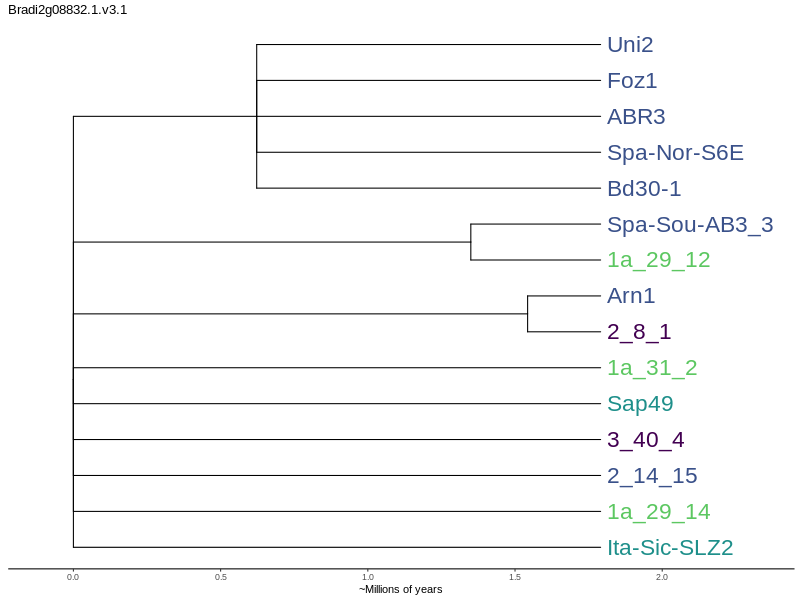 Bradi2g08832.1.v3.1
Uni2
Foz1
ABR3
Spa-Nor-S6E
Bd30-1
Spa-Sou-AB3_3
1a_29_12
Arn1
2_8_1
1a_31_2
Sap49
3_40_4
2_14_15
1a_29_14
Ita-Sic-SLZ2
0.0 0.5 1.0 1.5 2.0
~Millions of years